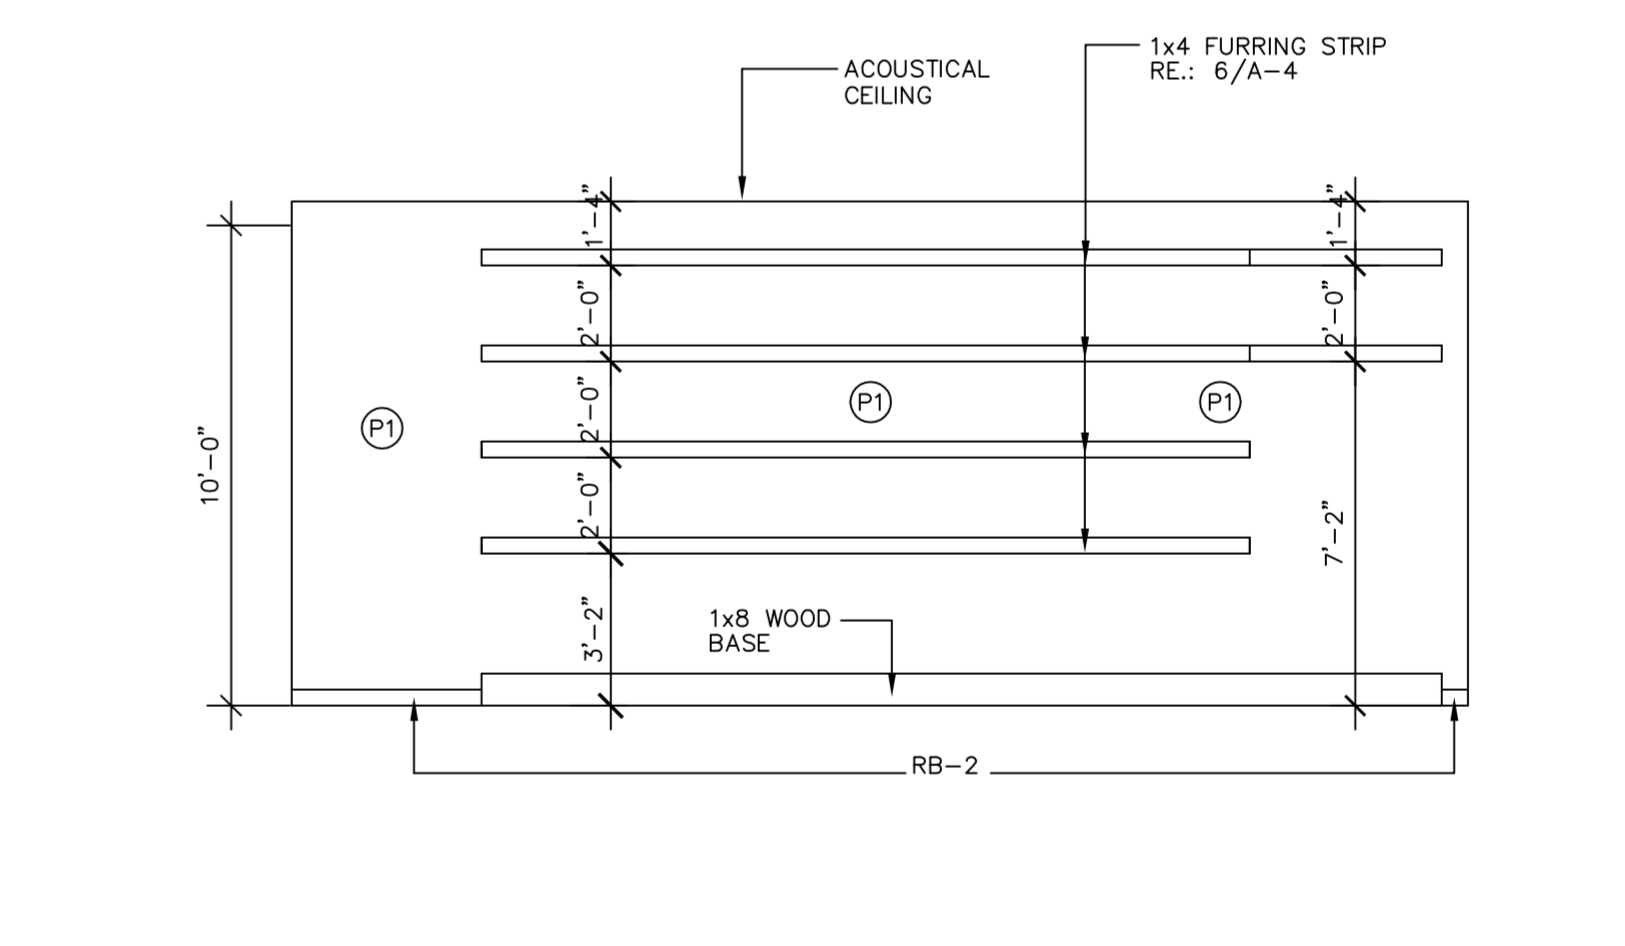 1x4 FURRING STRIP
RE.: 6/A-4
ACOUSTICAL
CEILING
1'-4"
1'-4"
2'-0"
2'-0"
2'-0"
P1
P1
P1
10'-0"
2'-0"
7'-2"
3'-2"
1x8 WOOD
BASE
RB-2